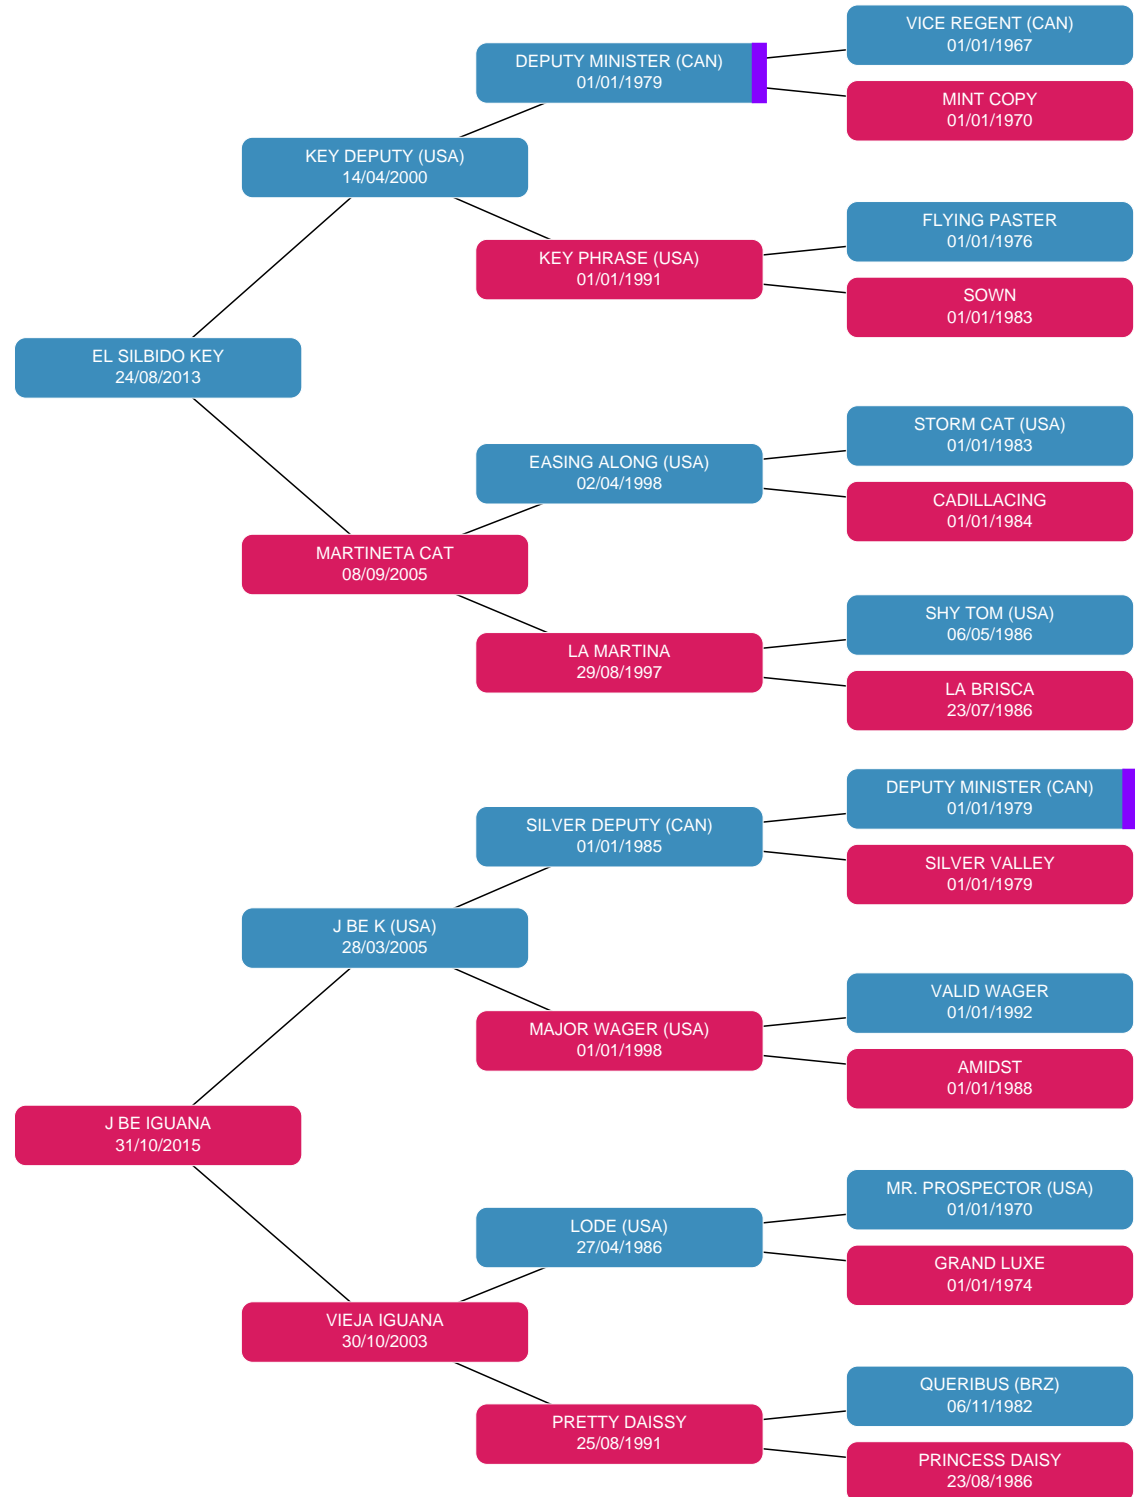 VICE REGENT (CAN)
01/01/1967
DEPUTY MINISTER (CAN)
01/01/1979
MINT COPY
01/01/1970
KEY DEPUTY (USA)
14/04/2000
FLYING PASTER
01/01/1976
KEY PHRASE (USA)
01/01/1991
SOWN
01/01/1983
EL SILBIDO KEY
24/08/2013
STORM CAT (USA)
01/01/1983
EASING ALONG (USA)
02/04/1998
CADILLACING
01/01/1984
MARTINETA CAT
08/09/2005
SHY TOM (USA)
06/05/1986
LA MARTINA
29/08/1997
LA BRISCA
23/07/1986
DEPUTY MINISTER (CAN)
01/01/1979
SILVER DEPUTY (CAN)
01/01/1985
SILVER VALLEY
01/01/1979
J BE K (USA)
28/03/2005
VALID WAGER
01/01/1992
MAJOR WAGER (USA)
01/01/1998
AMIDST
01/01/1988
J BE IGUANA
31/10/2015
MR. PROSPECTOR (USA)
01/01/1970
LODE (USA)
27/04/1986
GRAND LUXE
01/01/1974
VIEJA IGUANA
30/10/2003
QUERIBUS (BRZ)
06/11/1982
PRETTY DAISSY
25/08/1991
PRINCESS DAISY
23/08/1986